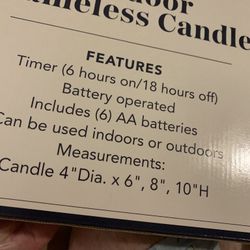 door
ameless Candle
FEATURES
Timer (6 hours on/18 hours off)
Battery operated
Includes (6) AA batteries
Can be used indoors or outdoors
Measurements:
Candle 4"Dia. x 6", 8", 10"H